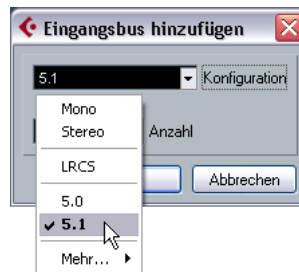 Eingangsbus hinzufügen
5.1 Konfiguration
Mono
Stereo Anzahl
LRCS
Abbrechen
5.0
✓ 5.1
Mehr...